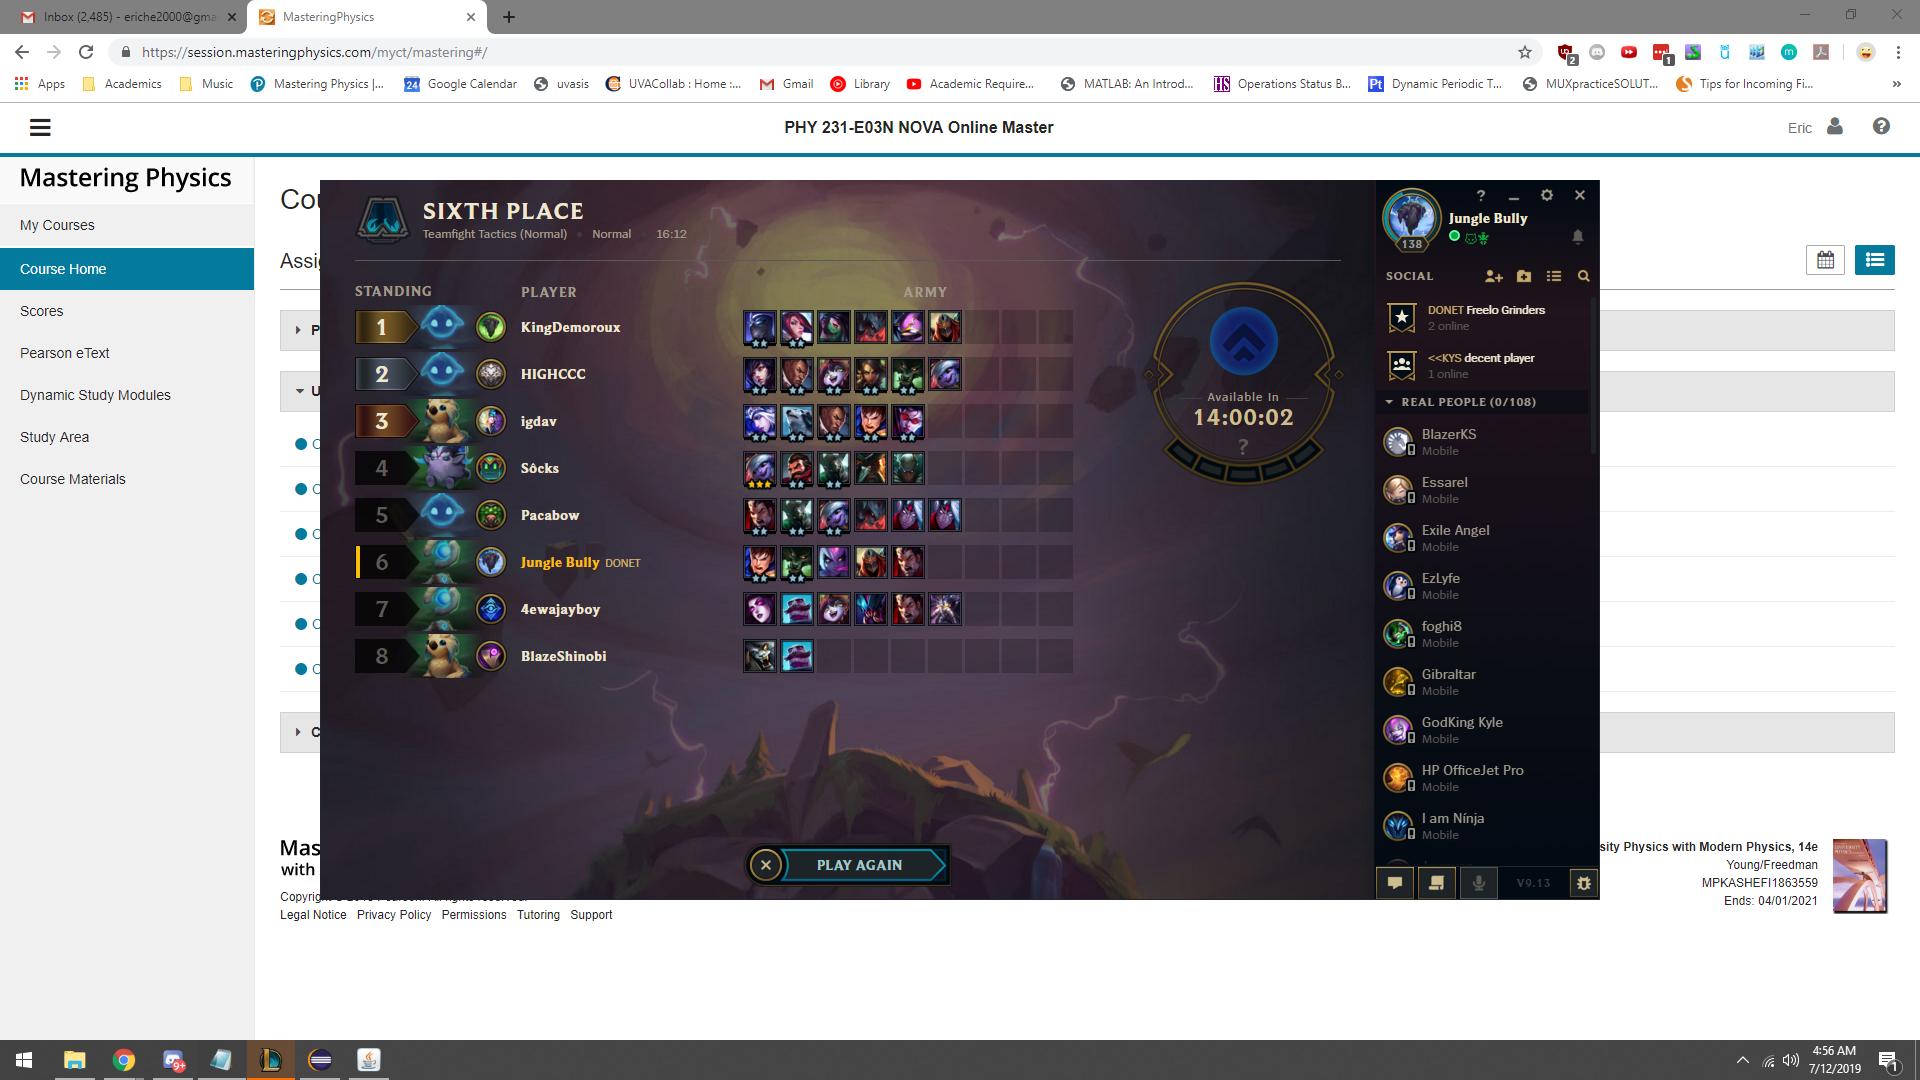 Inbox (2,485) - eriche2000@gma
MasteringPhysics
https://session.masteringphysics.com/myct/mastering#/
2
1
Apps
Academics
Music
Mastering Physics |...
24
Google Calendar
uvasis
UVACollab : Home :...
Gmail
Library
Academic Require...
MATLAB: An Introd...
HS
Operations Status B...
Pt
Dynamic Periodic T...
MUXpracticeSOLUT...
Tips for Incoming Fi...
»
PHY 231-E03N NOVA Online Master
Eric
Mastering Physics
My Courses
Course Home
Scores
Pearson eText
Dynamic Study Modules
Study Area
Course Materials
SIXTH PLACE
Teamfight Tactics (Normal) • Normal 16:12
STANDING PLAYER ARMY
1 KingDemoroux
2 HIGHCCC
3 igdav
4 Sôcks
5 Pacabow
6 Jungle Bully DONET
7 4ewajayboy
8 BlazeShinobi
Available In
14:00:02
?
PLAY AGAIN
138
Jungle Bully
SOCIAL
DONET Freelo Grinders
2 online
<<KYS decent player
1 online
REAL PEOPLE (0/108)
BlazerKS
Mobile
Essarel
Mobile
Exile Angel
Mobile
EzLyfe
Mobile
foghi8
Mobile
Gibraltar
Mobile
GodKing Kyle
Mobile
HP OfficeJet Pro
Mobile
I am Nínja
Mobile
V9.13
Mas
with
Legal Notice Privacy Policy Permissions Tutoring Support
sity Physics with Modern Physics, 14e
Young/Freedman
MPKASHEFI1863559
Ends: 04/01/2021
9+
4:56 AM
7/12/2019
1